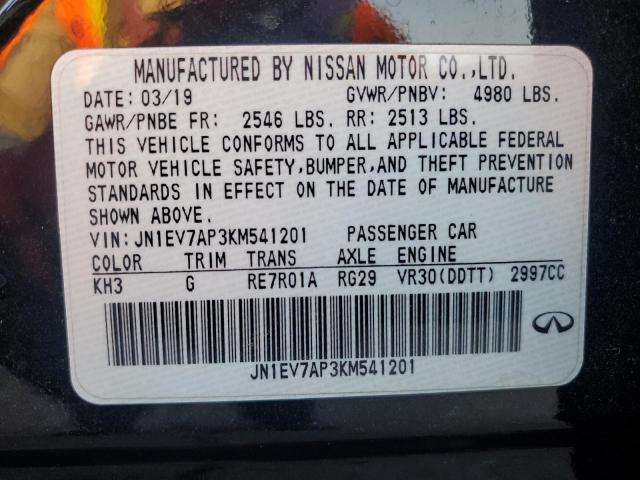 MANUFACTURED BY NISSAN MOTOR CO.,LTD.
DATE: 03/19 GVWR/PNBV: 4980 LBS.
GAWR/PNBE FR: 2546 LBS. RR: 2513 LBS.
THIS VEHICLE CONFORMS TO ALL APPLICABLE FEDERAL
MOTOR VEHICLE SAFETY,BUMPER,AND THEFT PREVENTION
STANDARDS IN EFFECT ON THE DATE OF MANUFACTURE
SHOWN ABOVE.
VIN: JN1EV7AP3KM541201 PASSENGER CAR
COLOR TRIM TRANS AXLE ENGINE
KH3 G RE7R01A RG29 VR30(DDTT) 2997CC
JN1EV7AP3KM541201